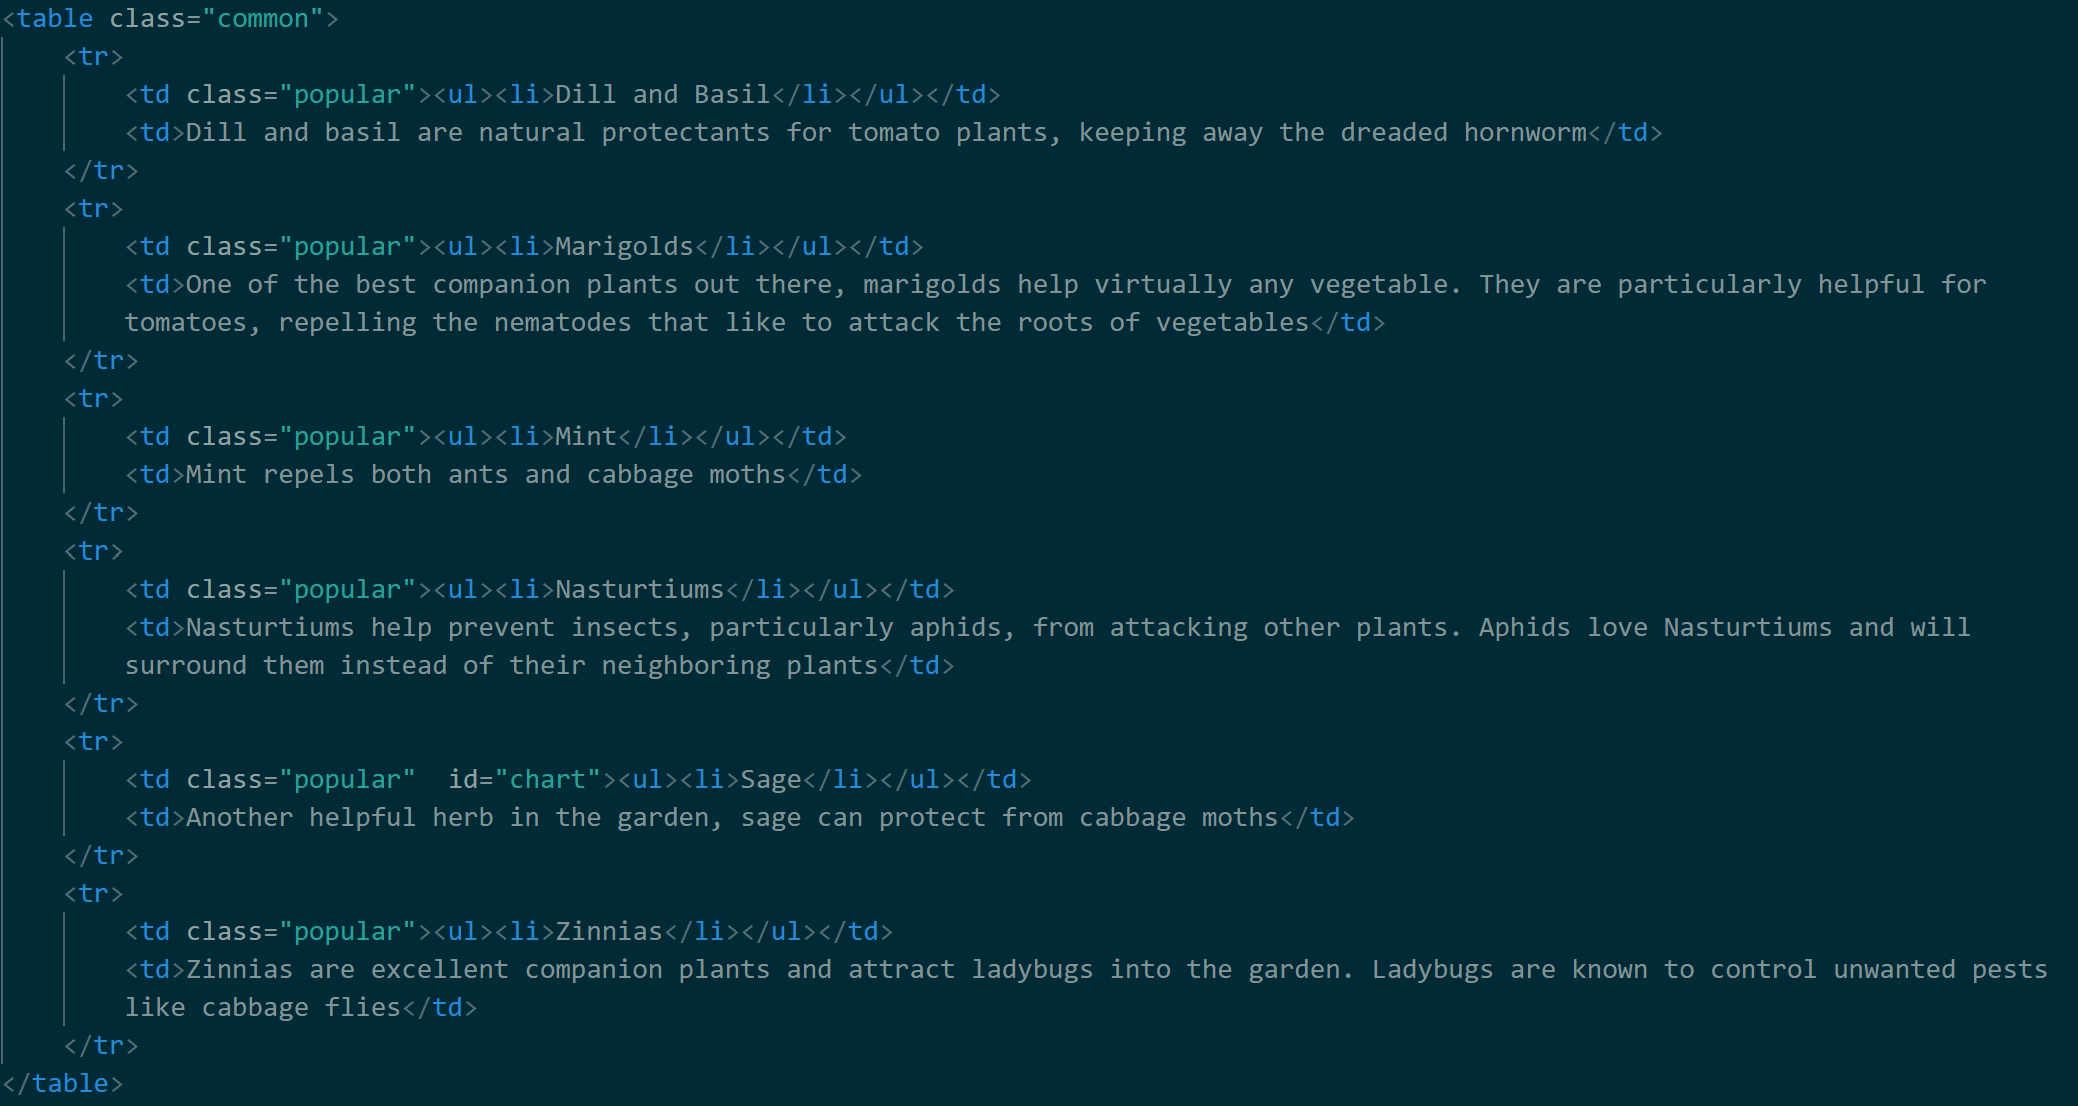 <table class="common">
<tr>
<td class="popular"><ul><li>Dill and Basil</li></ul></td>
<td>Dill and basil are natural protectants for tomato plants, keeping away the dreaded hornworm</td>
</tr>
<tr>
<td class="popular"><ul><li>Marigolds</li></ul></td>
<td>One of the best companion plants out there, marigolds help virtually any vegetable. They are particularly helpful for
tomatoes, repelling the nematodes that like to attack the roots of vegetables</td>
</tr>
<tr>
<td class="popular"><ul><li>Mint</li></ul></td>
<td>Mint repels both ants and cabbage moths</td>
</tr>
<tr>
<td class="popular"><ul><li>Nasturtiums</li></ul></td>
<td>Nasturtiums help prevent insects, particularly aphids, from attacking other plants. Aphids love Nasturtiums and will
surround them instead of their neighboring plants</td>
</tr>
<tr>
<td class="popular"  id="chart"><ul><li>Sage</li></ul></td>
<td>Another helpful herb in the garden, sage can protect from cabbage moths</td>
</tr>
<tr>
<td class="popular"><ul><li>Zinnias</li></ul></td>
<td>Zinnias are excellent companion plants and attract ladybugs into the garden. Ladybugs are known to control unwanted pests
like cabbage flies</td>
</tr>
</table>